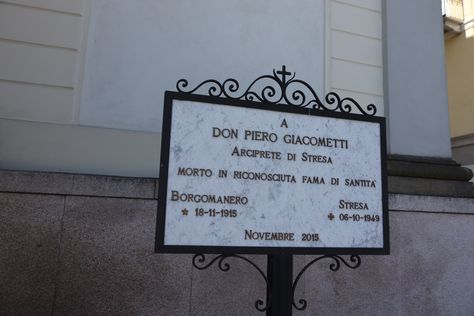 A
DON PIERO GIACOMETTI
ARCIPRETE DI STRESA
MORTO IN RICONOSCIUTA FAMA DI SANTITA'
BORGOMANERO STRESA
* 18-11-1915 + 06-10-1949
NOVEMBRE 2015